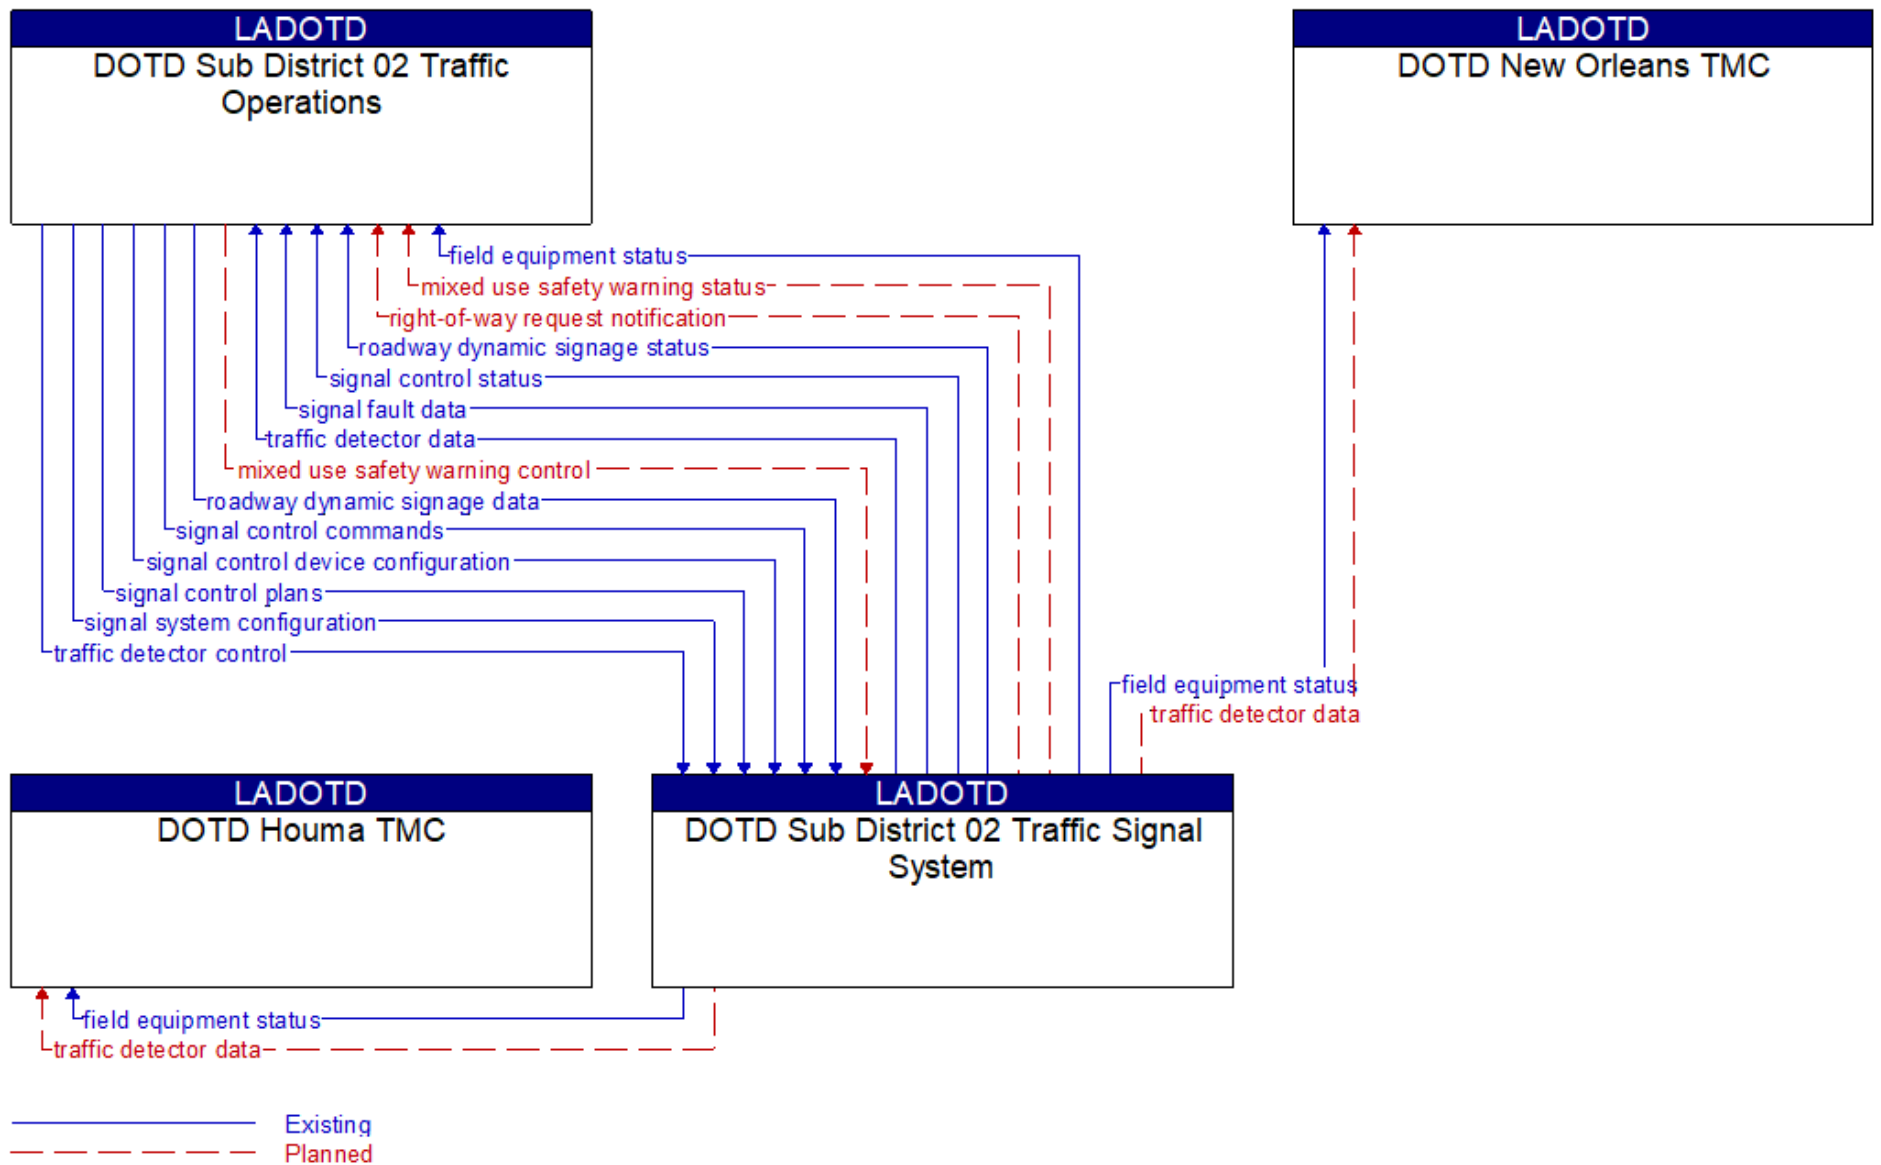 LADOTD
DOTD Sub District 02 Traffic
Operations
LADOTD
DOTD New Orleans TMC
field equipment status
mixed use safety warning status
right-of-way request notification
roadway dynamic signage status
signal control status
signal fault data
traffic detector data
mixed use safety warning control
roadway dynamic signage data
signal control commands
signal control device configuration
signal control plans
signal system configuration
traffic detector control
field equipment status
traffic detector data
LADOTD
DOTD Houma TMC
LADOTD
DOTD Sub District 02 Traffic Signal
System
field equipment status
traffic detector data
Existing
Planned